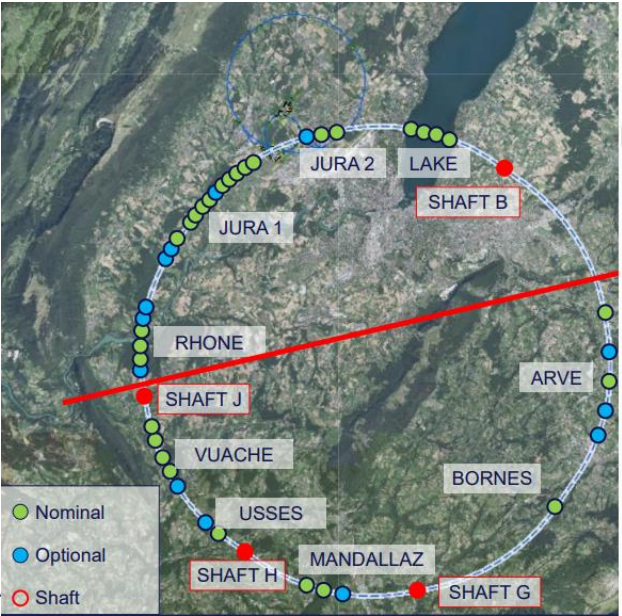 JURA 2
LAKE
SHAFT B
JURA 1
RHONE
ARVE
SHAFT J
VUACHE
BORNES
USSES
MANDALLAZ
SHAFT H
SHAFT G
Nominal
Optional
Shaft